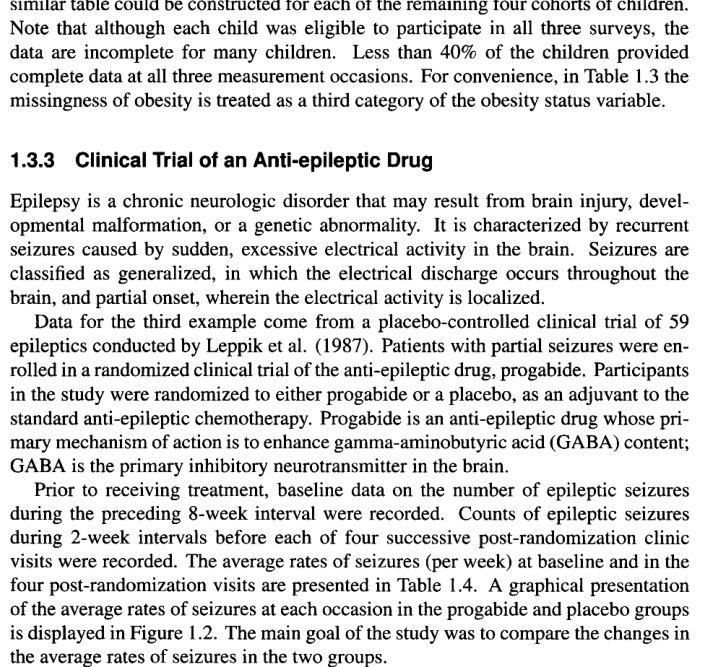 similar table could be constructed for each of the remaining four cohorts of children.
Note that although each child was eligible to participate in all three surveys, the
data are incomplete for many children. Less than 40% of the children provided
complete data at all three measurement occasions. For convenience, in Table 1.3 the
missingness of obesity is treated as a third category of the obesity status variable.
1.3.3 Clinical Trial of an Anti-epileptic Drug
Epilepsy is a chronic neurologic disorder that may result from brain injury, devel-
opmental malformation, or a genetic abnormality. It is characterized by recurrent
seizures caused by sudden, excessive electrical activity in the brain. Seizures are
classified as generalized, in which the electrical discharge occurs throughout the
brain, and partial onset, wherein the electrical activity is localized.
Data for the third example come from a placebo-controlled clinical trial of 59
epileptics conducted by Leppik et al. (1987). Patients with partial seizures were en-
rolled in a randomized clinical trial of the anti-epileptic drug, progabide. Participants
in the study were randomized to either progabide or a placebo, as an adjuvant to the
standard anti-epileptic chemotherapy. Progabide is an anti-epileptic drug whose pri-
mary mechanism of action is to enhance gamma-aminobutyric acid (GABA) content;
GABA is the primary inhibitory neurotransmitter in the brain.
Prior to receiving treatment, baseline data on the number of epileptic seizures
during the preceding 8-week interval were recorded. Counts of epileptic seizures
during 2-week intervals before each of four successive post-randomization clinic
visits were recorded. The average rates of seizures (per week) at baseline and in the
four post-randomization visits are presented in Table 1.4. A graphical presentation
of the average rates of seizures at each occasion in the progabide and placebo groups
is displayed in Figure 1.2. The main goal of the study was to compare the changes in
the average rates of seizures in the two groups.